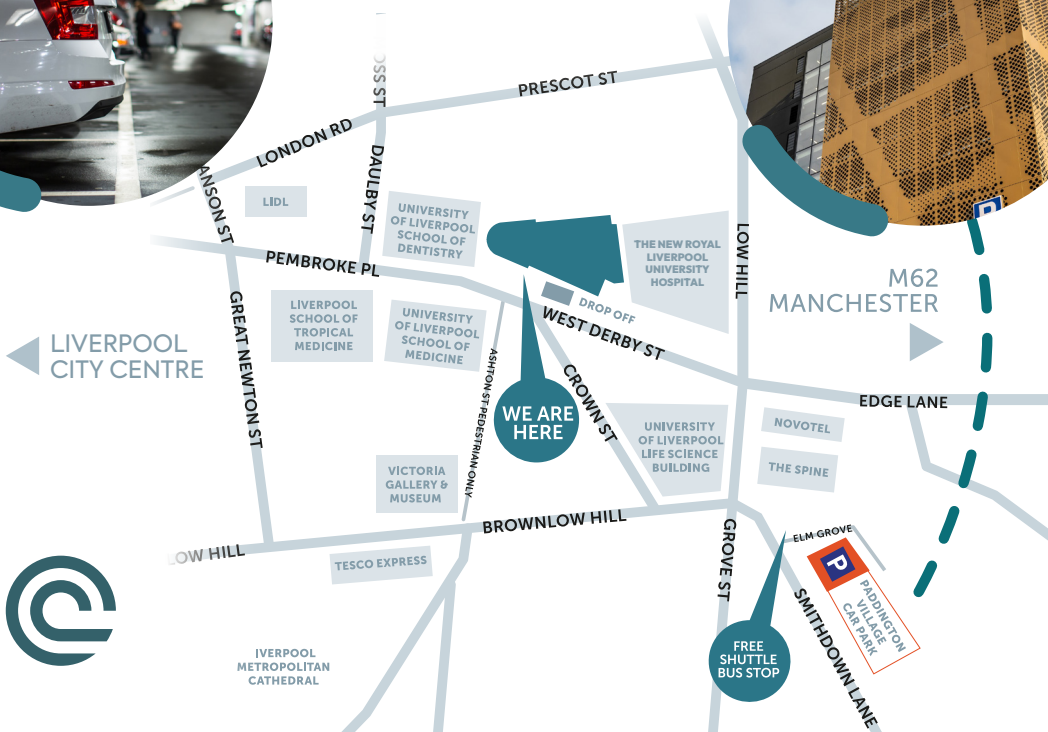 OSS ST
PRESCOT ST
LONDON RD
ANSON ST
DAULBY ST
LIDL
UNIVERSITY
OF LIVERPOOL
SCHOOL OF
DENTISTRY
THE NEW ROYAL
LIVERPOOL
UNIVERSITY
HOSPITAL
LOW HILL
PEMBROKE PL
M62
MANCHESTER
DROP OFF
WEST DERBY ST
LIVERPOOL
SCHOOL OF
TROPICAL
MEDICINE
UNIVERSITY
OF LIVERPOOL
SCHOOL OF
MEDICINE
LIVERPOOL
CITY CENTRE
GREAT NEWTON ST
ASHTON ST PEDESTRIAN ONLY
CROWN ST
WE ARE
HERE
EDGE LANE
UNIVERSITY
OF LIVERPOOL
LIFE SCIENCE
BUILDING
NOVOTEL
THE SPINE
VICTORIA
GALLERY &
MUSEUM
BROWNLOW HILL
LOW HILL
TESCO EXPRESS
GROVE ST
ELM GROVE
P
PADDINGTON
VILLAGE
CAR PARK
SMITHDOWN LANE
FREE
SHUTTLE
BUS STOP
IVERPOOL
METROPOLITAN
CATHEDRAL